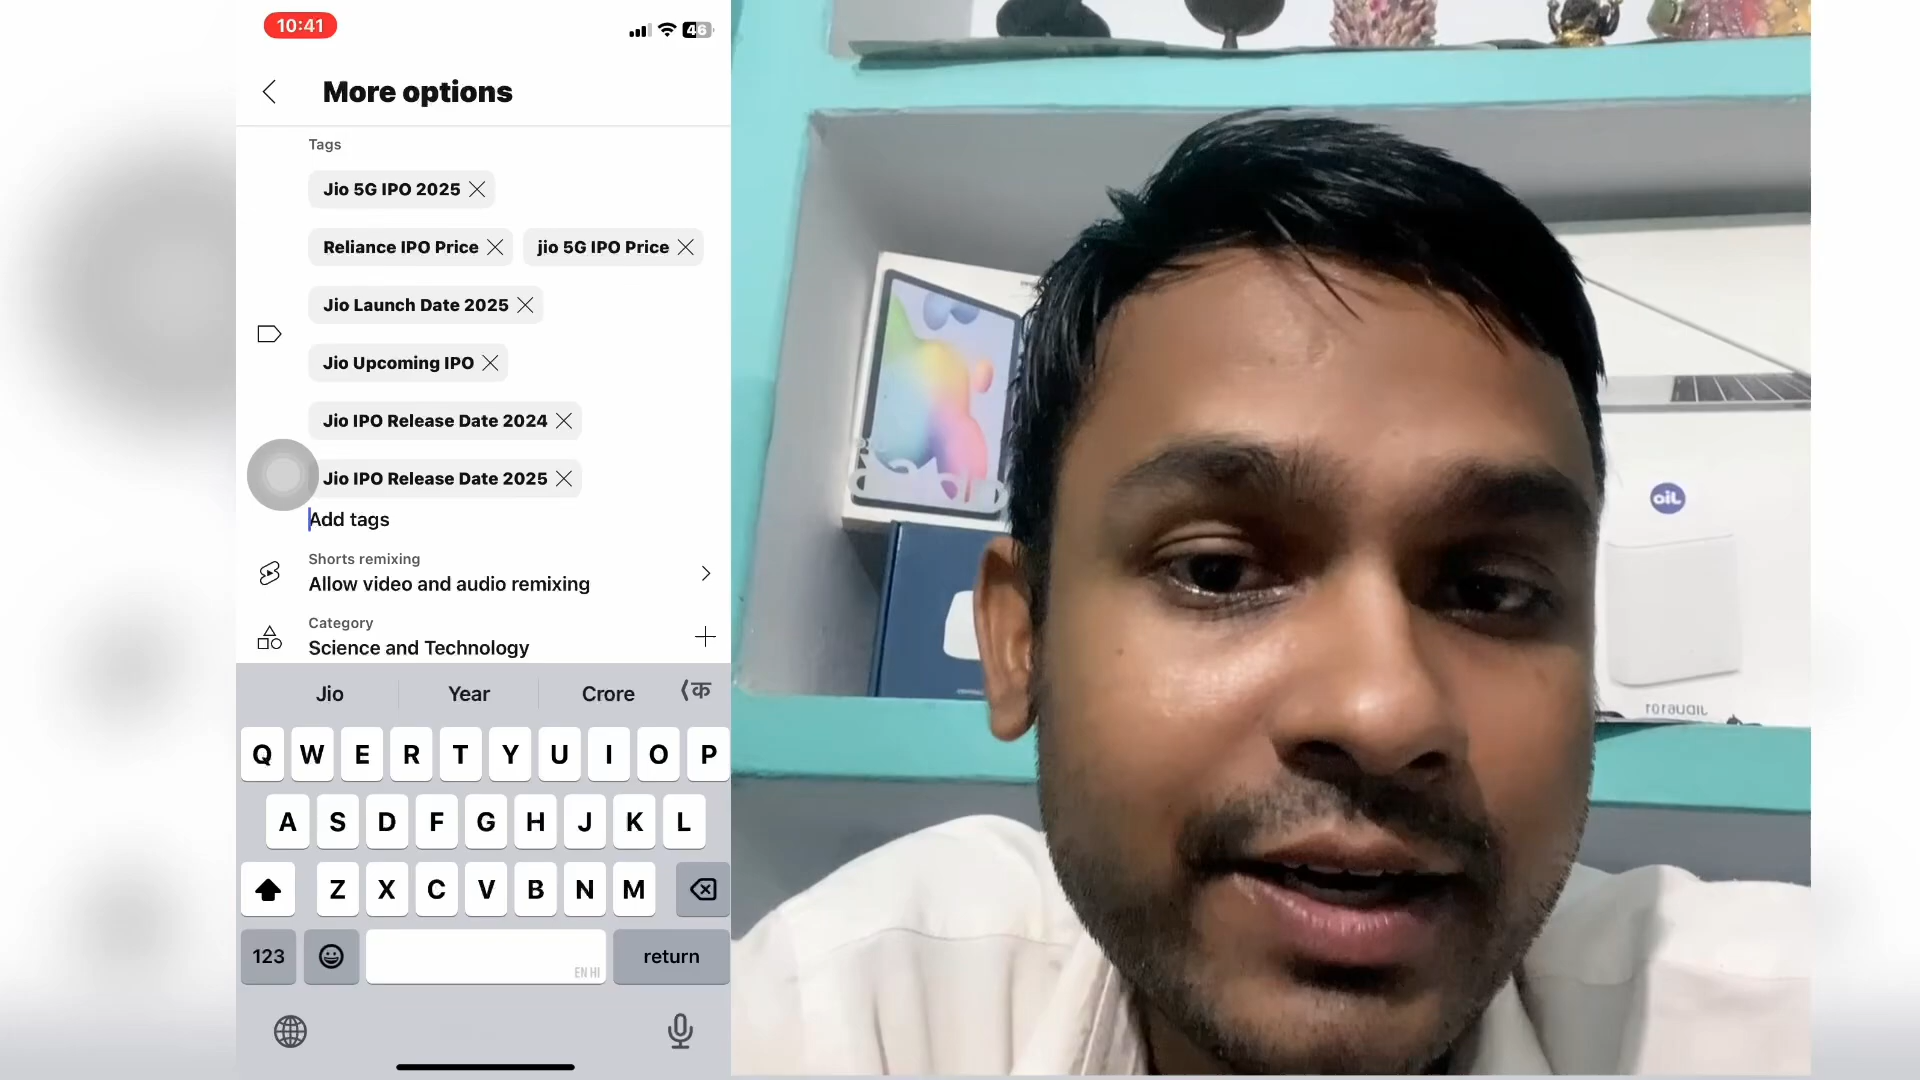 10:41
46
More options
Tags
Jio 5G IPO 2025
Reliance IPO Price jio 5G IPO Price
Jio Launch Date 2025
Jio Upcoming IPO
Jio IPO Release Date 2024
Jio IPO Release Date 2025
Add tags
Shorts remixing
Allow video and audio remixing
Category
Science and Technology
Jio Year Crore क
Q W E R T Y U I O P
A S D F G H J K L
Z X C V B N M
123 EN HI return